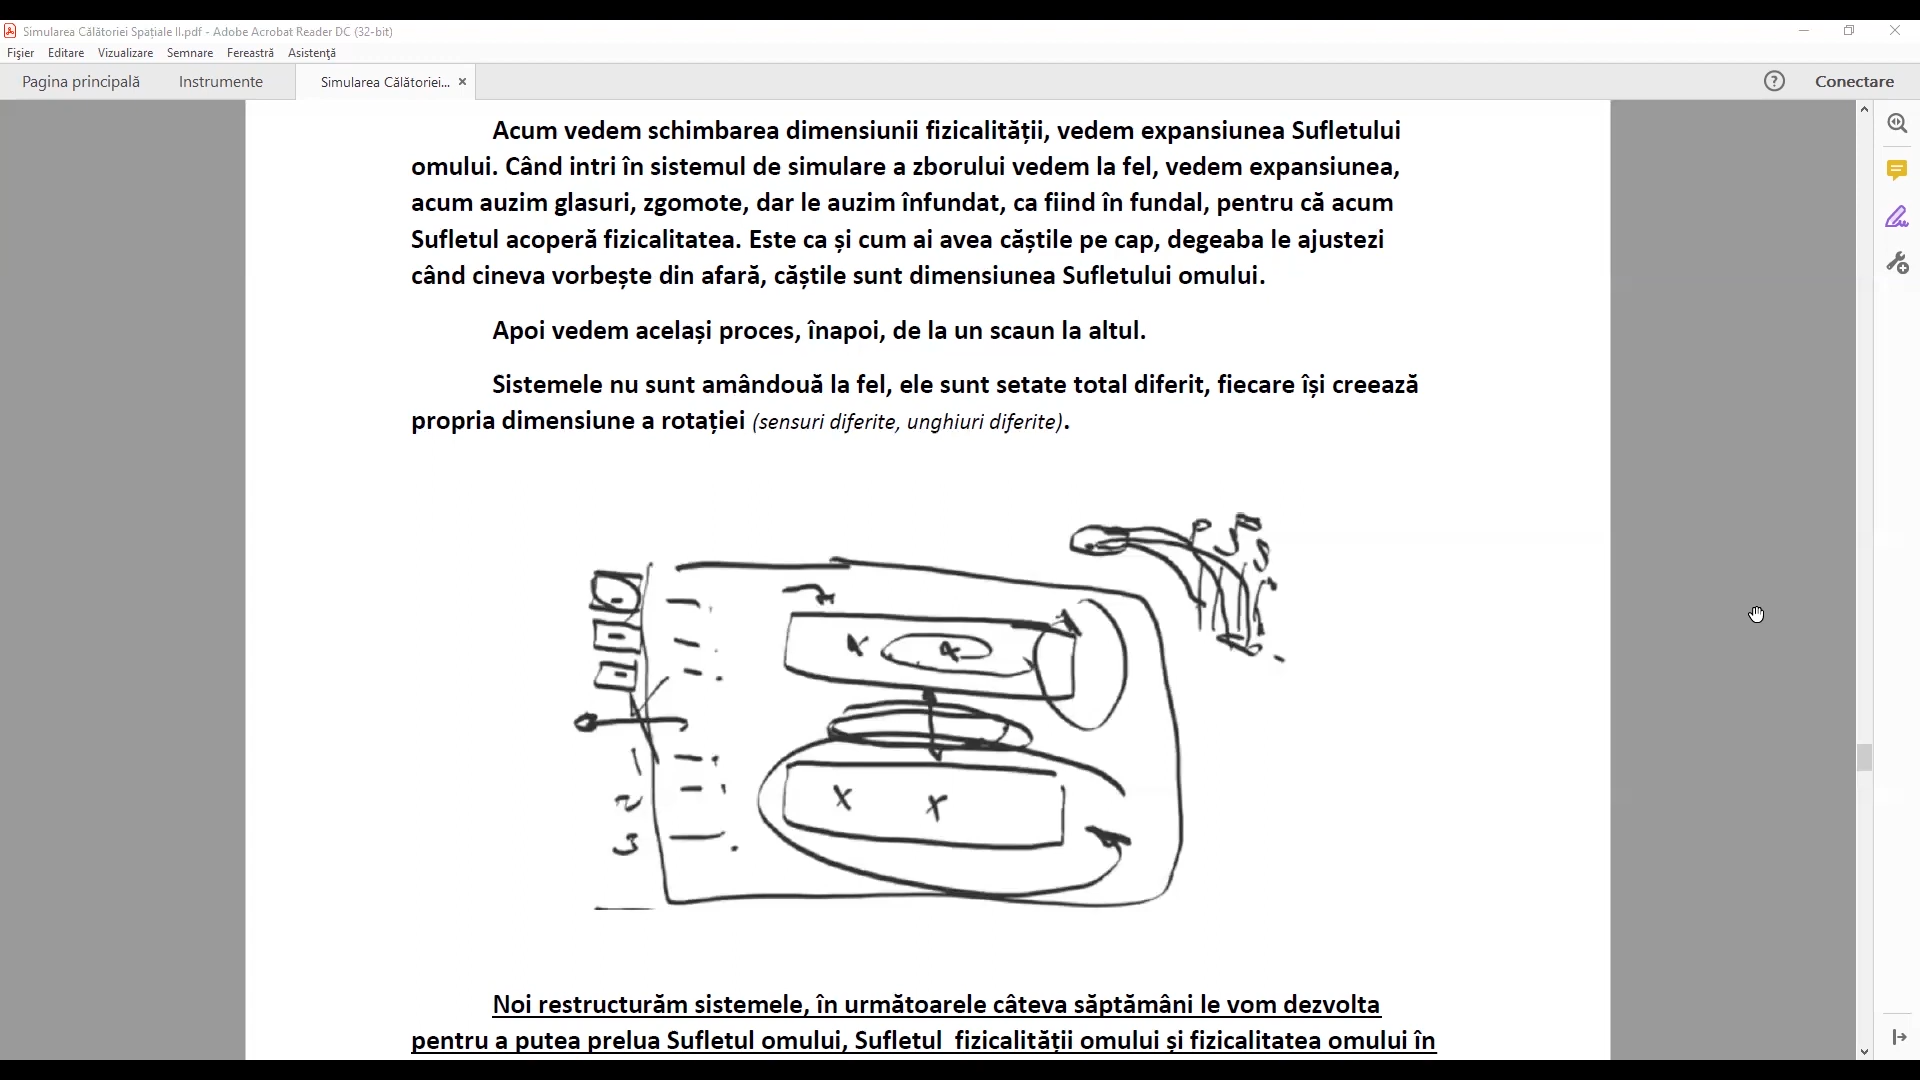 Simularea Călătoriei Spațiale II.pdf - Adobe Acrobat Reader DC (32-bit)
Fișier Editare Vizualizare Semnare Fereastră Asistență
Pagina principală Instrumente Simularea Călătoriei... × Conectare
Acum vedem schimbarea dimensiunii fizicalității, vedem expansiunea Sufletului
omului. Când intri în sistemul de simulare a zborului vedem la fel, vedem expansiunea,
acum auzim glasuri, zgomote, dar le auzim înfundat, ca fiind în fundal, pentru că acum
Sufletul acoperă fizicalitatea. Este ca și cum ai avea căștile pe cap, degeaba le ajustezi
când cineva vorbește din afară, căștile sunt dimensiunea Sufletului omului.
Apoi vedem același proces, înapoi, de la un scaun la altul.
Sistemele nu sunt amândouă la fel, ele sunt setate total diferit, fiecare își creează
propria dimensiune a rotației (sensuri diferite, unghiuri diferite).
x x
1
2
3
Noi restructurăm sistemele, în următoarele câteva săptămâni le vom dezvolta
pentru a putea prelua Sufletul omului, Sufletul fizicalității omului și fizicalitatea omului în